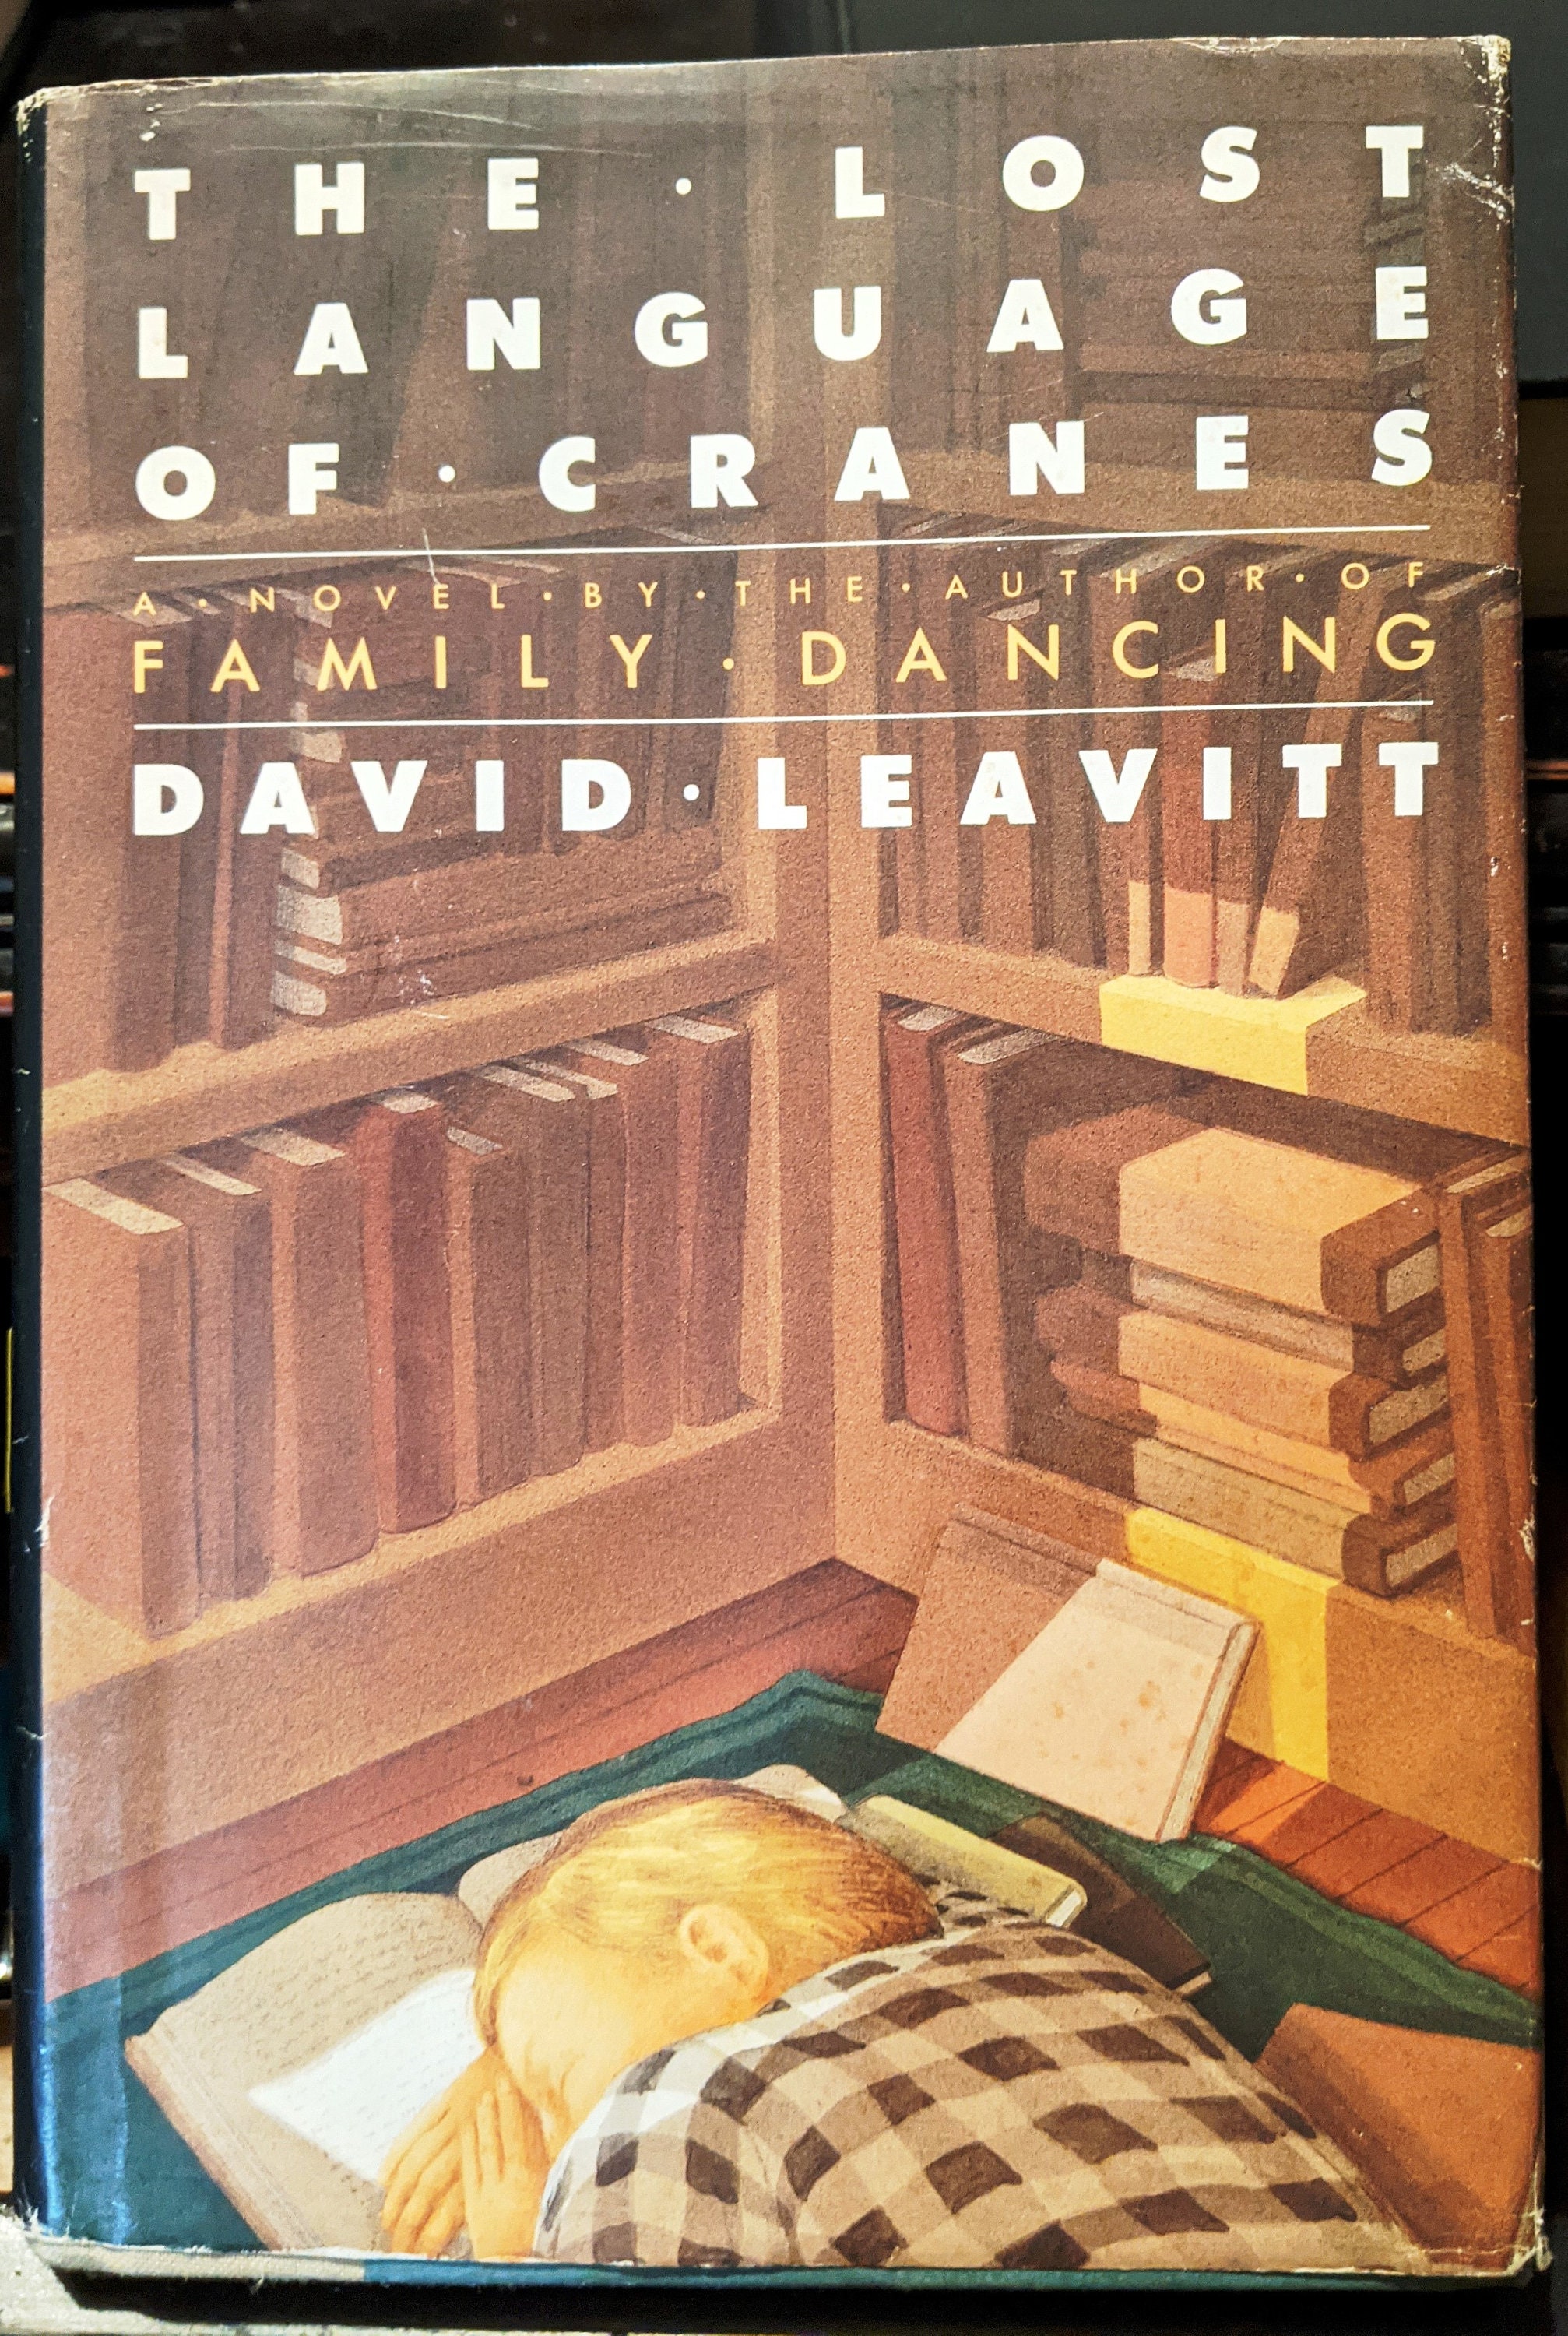 THE · LOST
LANGUAGE
OF · CRANES
A · NOVEL · BY · THE · AUTHOR · OF
FAMILY · DANCING
DAVID · LEAVITT